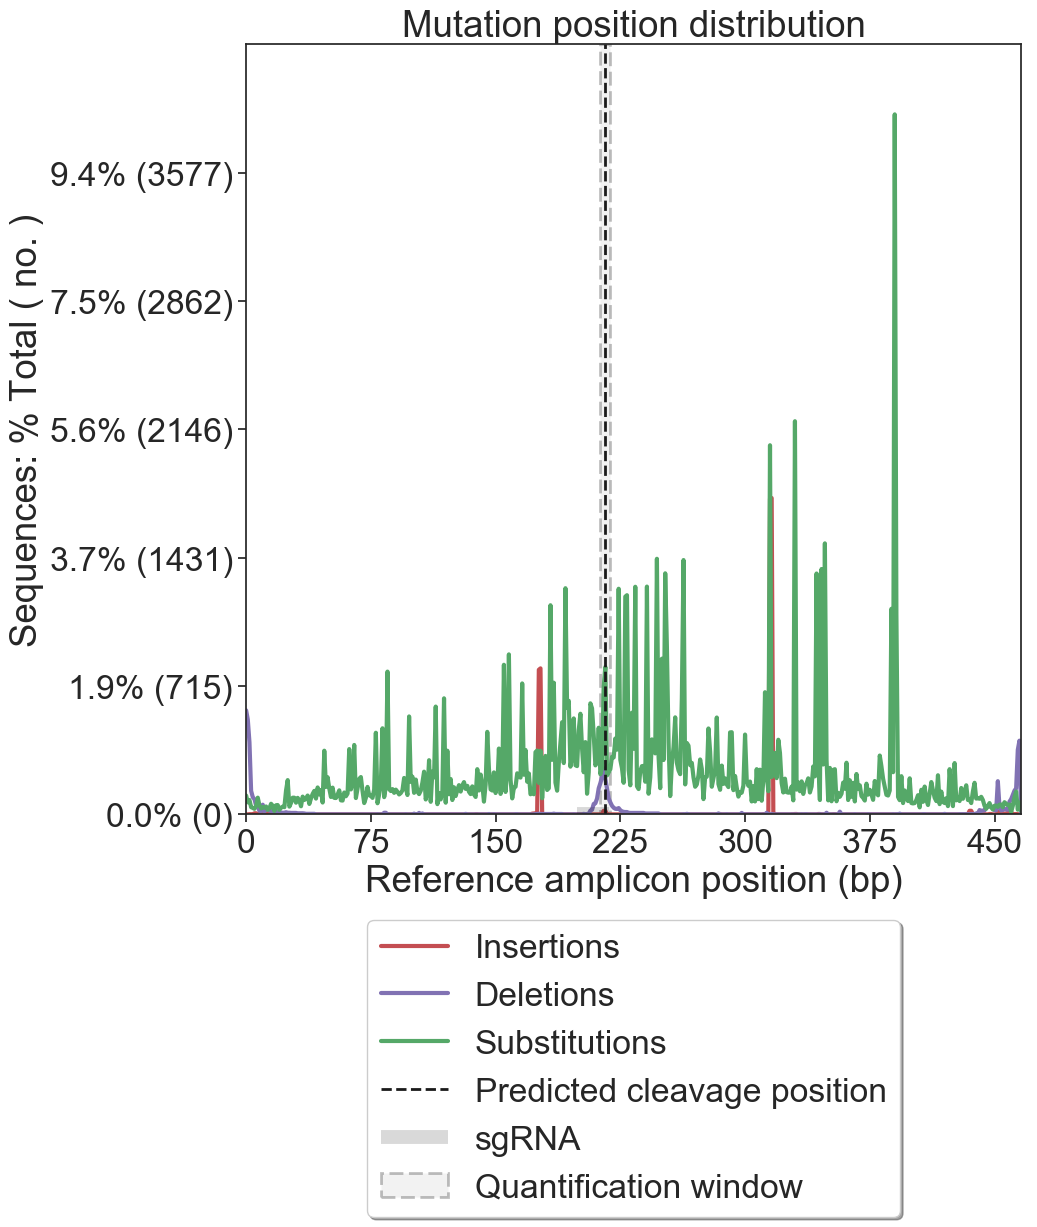 Mutation position distribution
Sequences: % Total ( no. )
9.4% (3577)
7.5% (2862)
5.6% (2146)
3.7% (1431)
1.9% (715)
0.0% (0)
0 75 150 225 300 375 450
Reference amplicon position (bp)
Insertions
Deletions
Substitutions
Predicted cleavage position
sgRNA
Quantification window